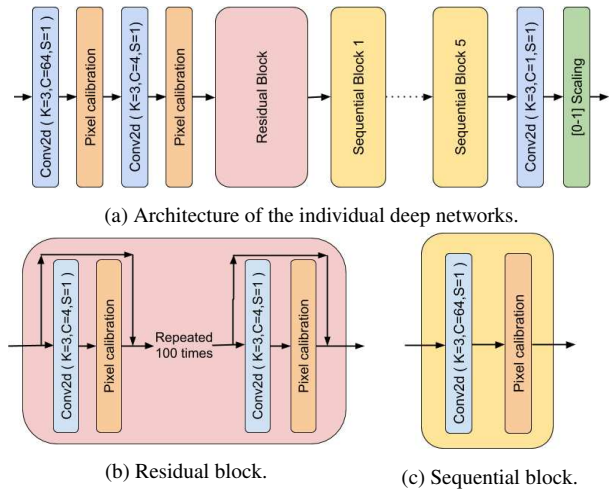 Conv2d ( K=3,C=64,S=1)
Pixel calibration
Conv2d ( K=3,C=4,S=1)
Pixel calibration
Residual Block
Sequential Block 1
Sequential Block 5
Conv2d (K=3,C=1,S=1)
[0-1] Scaling
(a) Architecture of the individual deep networks.
Conv2d ( K=3,C=4,S=1 )
Pixel calibration
Repeated
100 times
Conv2d ( K=3,C=4,S=1 )
Pixel calibration
(b) Residual block.
Conv2d ( K=3,C=64,S=1 )
Pixel calibration
(c) Sequential block.